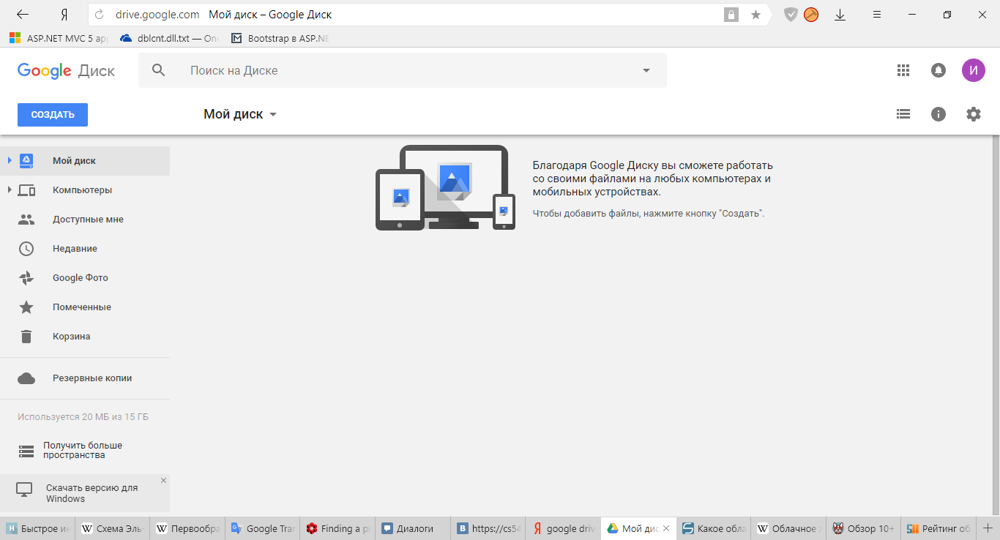 Я
drive.google.com Мой диск – Google Диск
ASP.NET MVC 5 app
dblcnt.dll.txt — One
Bootstrap в ASP.NE
Google Диск
Поиск на Диске
И
СОЗДАТЬ
Мой диск
Мой диск
Компьютеры
Доступные мне
Недавние
Google Фото
Помеченные
Корзина
Резервные копии
Используется 20 МБ из 15 ГБ
Получить больше
пространства
Скачать версию для
Windows
Благодаря Google Диску вы сможете работать
со своими файлами на любых компьютерах и
мобильных устройствах.
Чтобы добавить файлы, нажмите кнопку "Создать".
Быстрое ин
Схема Эль-
Первообра
Google Tran
Finding a pr
Диалоги
https://cs54
google driv
Мой дис
Какое обла
Облачное х
Обзор 10+
Рейтинг об